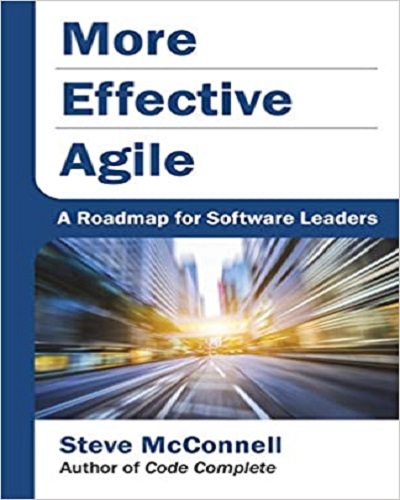 More
Effective
Agile
A Roadmap for Software Leaders
Steve McConnell
Author of Code Complete